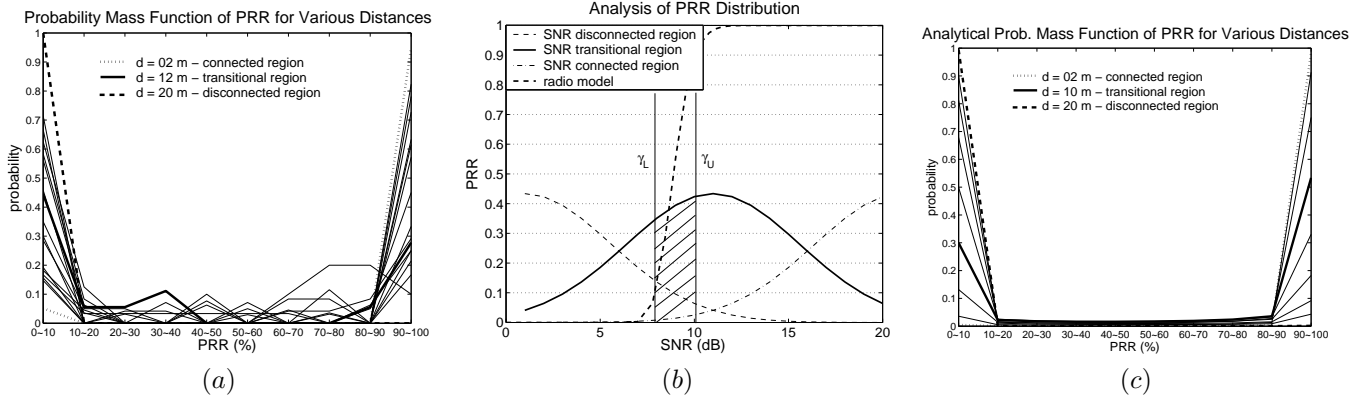 Probability Mass Function of PRR for Various Distances
1
0.9
0.8
0.7
0.6
0.5
0.4
0.3
0.2
0.1
0
probability
d = 02 m – connected region
d = 12 m – transitional region
d = 20 m – disconnected region
0–10 10–20 20–30 30–40 40–50 50–60 60–70 70–80 80–90 90–100
PRR (%)
(a)
Analysis of PRR Distribution
SNR disconnected region
SNR transitional region
SNR connected region
radio model
1
0.9
0.8
0.7
0.6
0.5
0.4
0.3
0.2
0.1
0
PRR
γL
γU
5 10 15 20
SNR (dB)
(b)
Analytical Prob. Mass Function of PRR for Various Distances
1
0.9
0.8
0.7
0.6
0.5
0.4
0.3
0.2
0.1
0
probability
d = 02 m – connected region
d = 10 m – transitional region
d = 20 m – disconnected region
0–10 10–20 20–30 30–40 40–50 50–60 60–70 70–80 80–90 90–100
PRR (%)
(c)